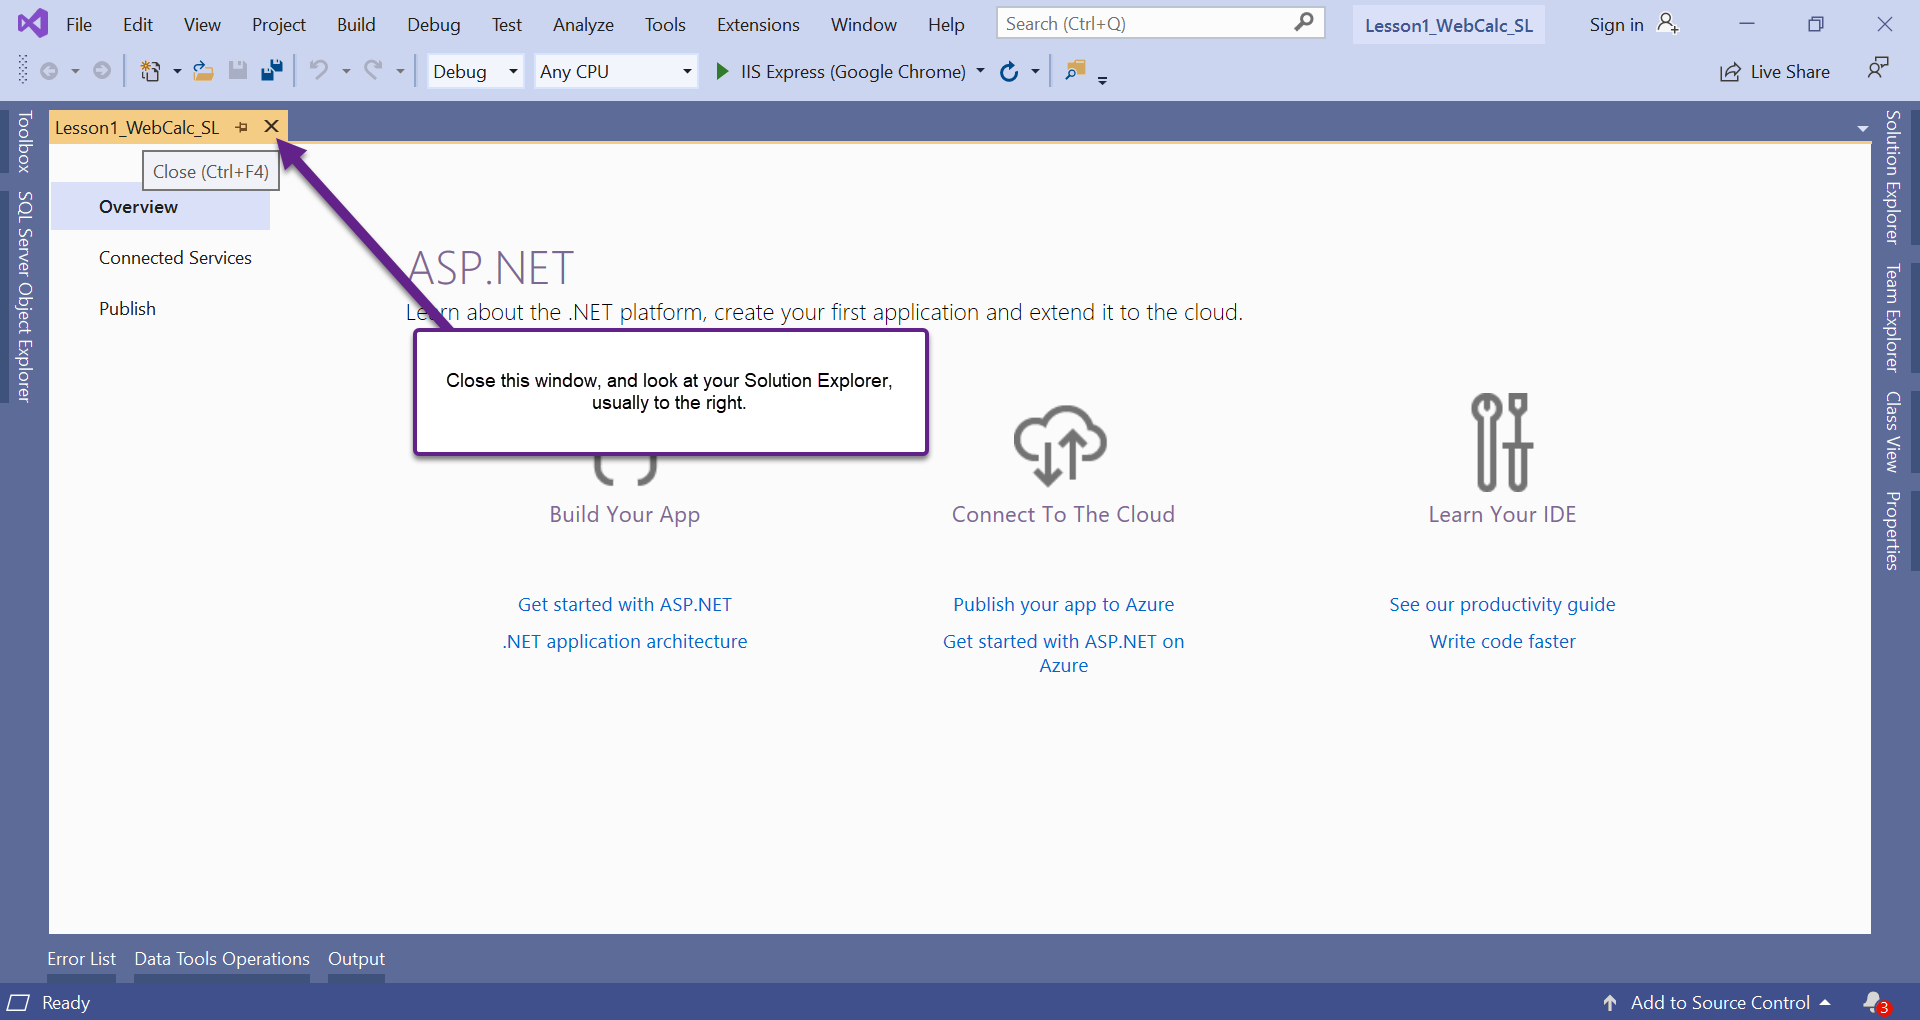 File Edit View Project Build Debug Test Analyze Tools Extensions Window Help Search (Ctrl+Q) Lesson1_WebCalc_SL Sign in
Debug Any CPU IIS Express (Google Chrome) Live Share
Toolbox
SQL Server Object Explorer
Lesson1_WebCalc_SL
Close (Ctrl+F4)
Overview
Connected Services
Publish
ASP.NET
Learn about the .NET platform, create your first application and extend it to the cloud.
Close this window, and look at your Solution Explorer,
usually to the right.
Build Your App
Connect To The Cloud
Learn Your IDE
Get started with ASP.NET
.NET application architecture
Publish your app to Azure
Get started with ASP.NET on
Azure
See our productivity guide
Write code faster
Solution Explorer
Team Explorer
Class View
Properties
Error List Data Tools Operations Output
Ready Add to Source Control 3